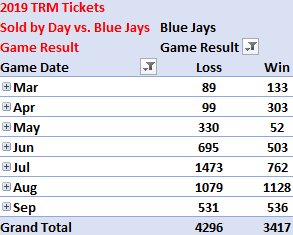 2019 TRM Tickets
Sold by Day vs. Blue Jays Blue Jays
Game Result Game Result
Game Date Loss Win
Mar 89 133
Apr 99 303
May 330 52
Jun 695 503
Jul 1473 762
Aug 1079 1128
Sep 531 536
Grand Total 4296 3417